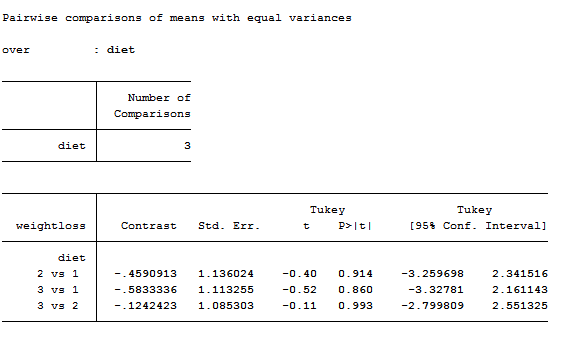 Pairwise comparisons of means with equal variances
over : diet
Number of
Comparisons
diet 3
Tukey Tukey
weightloss Contrast Std. Err. t P>|t| [95% Conf. Interval]
diet
2 vs 1 -.4590913 1.136024 -0.40 0.914 -3.259698 2.341516
3 vs 1 -.5833336 1.113255 -0.52 0.860 -3.32781 2.161143
3 vs 2 -.1242423 1.085303 -0.11 0.993 -2.799809 2.551325